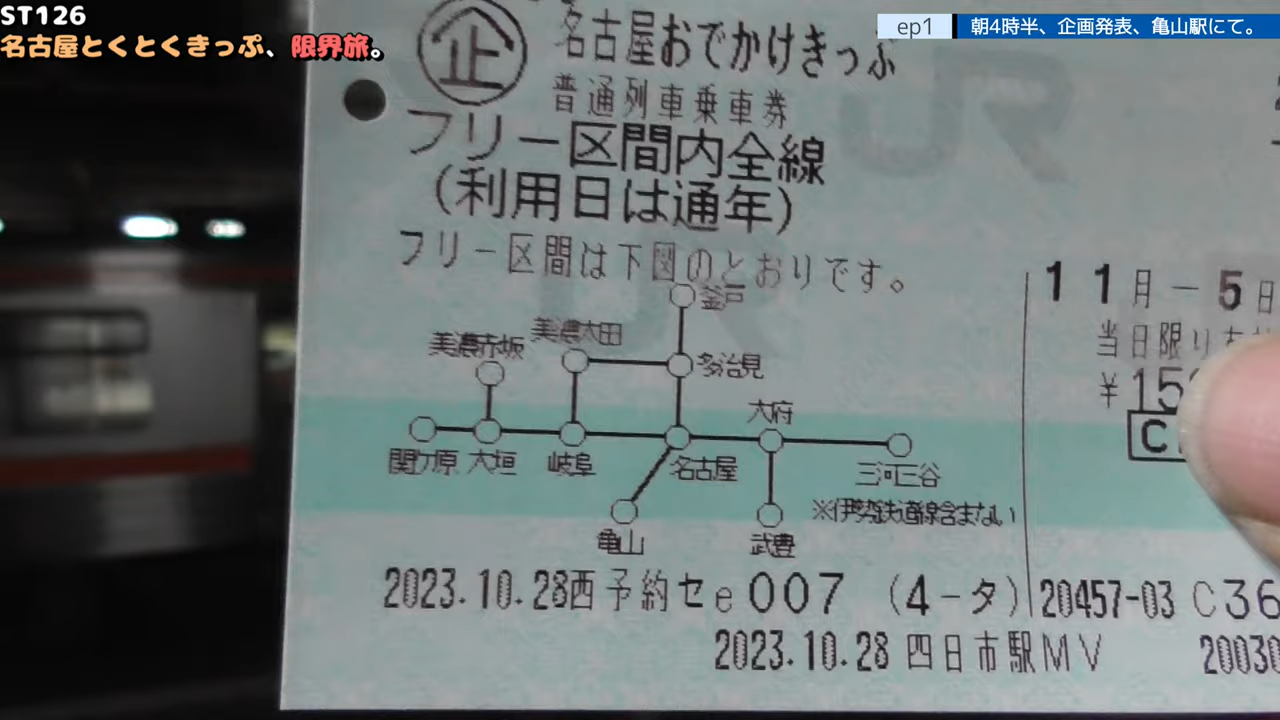 ST126
名古屋とくとくきっぷ、限界旅。
ep1
朝4時半、企画発表、亀山駅にて。
企
名古屋おでかけきっぷ
普通列車乗車券
フリー区間内全線
(利用日は通年)
フリー区間は下図のとおりです。
釜戸
美濃赤坂
美濃太田
多治見
大府
関ケ原
大垣
岐阜
名古屋
三河三谷
※伊勢鉄道線含まない
亀山
武豊
11月-5日
当日限り
¥15
C
2023.10.28西予約セe007 (4-タ)
20457-03 C36
2023.10.28 四日市駅MV
20030
JR